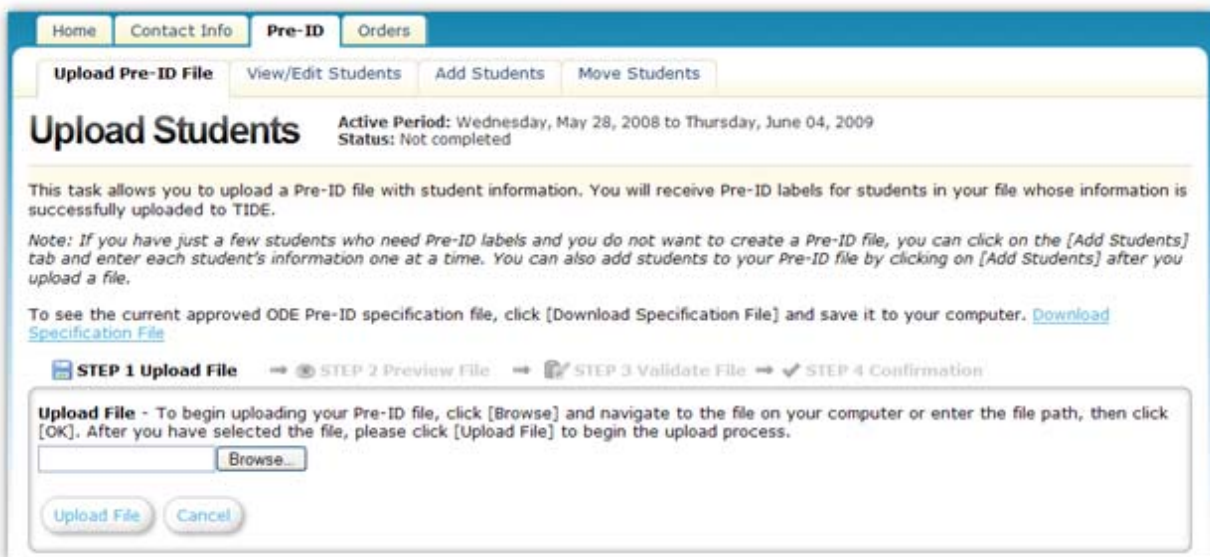 Home Contact Info Pre-ID Orders
Upload Pre-ID File View/Edit Students Add Students Move Students
Upload Students
Active Period: Wednesday, May 28, 2008 to Thursday, June 04, 2009
Status: Not completed
This task allows you to upload a Pre-ID file with student information. You will receive Pre-ID labels for students in your file whose information is
successfully uploaded to TIDE.
Note: If you have just a few students who need Pre-ID labels and you do not want to create a Pre-ID file, you can click on the [Add Students]
tab and enter each student's information one at a time. You can also add students to your Pre-ID file by clicking on [Add Students] after you
upload a file.
To see the current approved ODE Pre-ID specification file, click [Download Specification File] and save it to your computer. Download
Specification File
STEP 1 Upload File STEP 2 Preview File STEP 3 Validate File STEP 4 Confirmation
Upload File - To begin uploading your Pre-ID file, click [Browse] and navigate to the file on your computer or enter the file path, then click
[OK]. After you have selected the file, please click [Upload File] to begin the upload process.
Browse...
Upload File Cancel